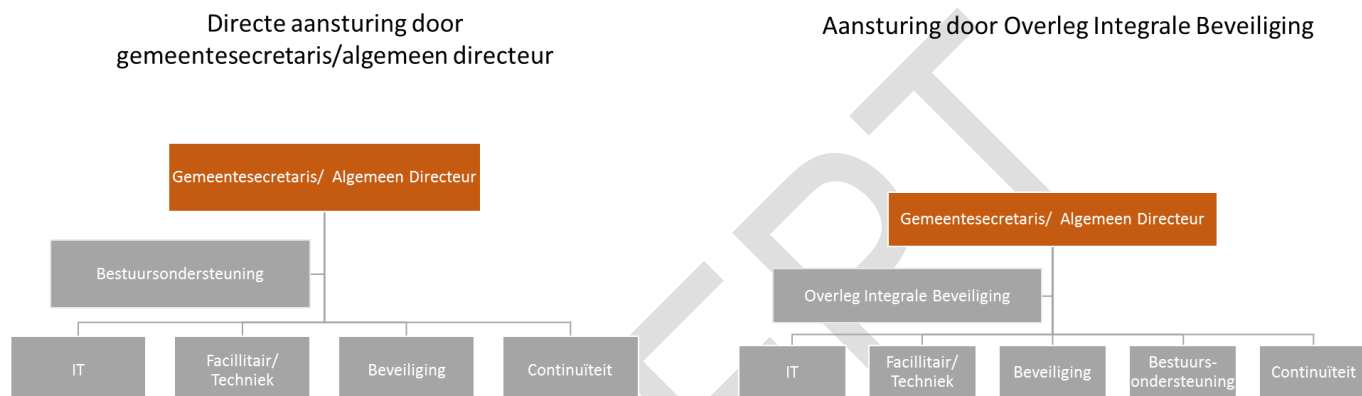 Directe aansturing door
gemeentesecretaris/algemeen directeur
Gemeentesecretaris/ Algemeen Directeur
Bestuursondersteuning
IT
Facillitair/
Techniek
Beveiliging
Continuïteit
Aansturing door Overleg Integrale Beveiliging
Gemeentesecretaris/ Algemeen Directeur
Overleg Integrale Beveiliging
IT
Facillitair/
Techniek
Beveiliging
Bestuurs-
ondersteuning
Continuïteit